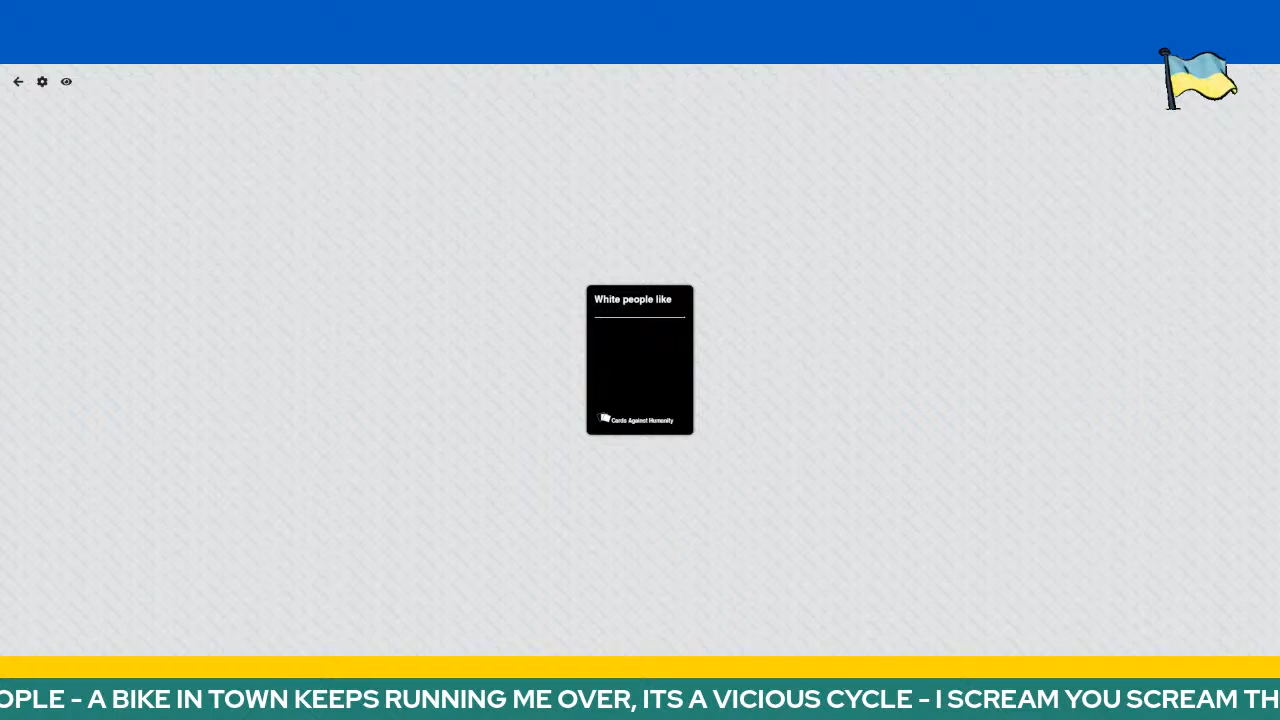 White people like
Cards Against Humanity
OPLE - A BIKE IN TOWN KEEPS RUNNING ME OVER, ITS A VICIOUS CYCLE - I SCREAM YOU SCREAM TH